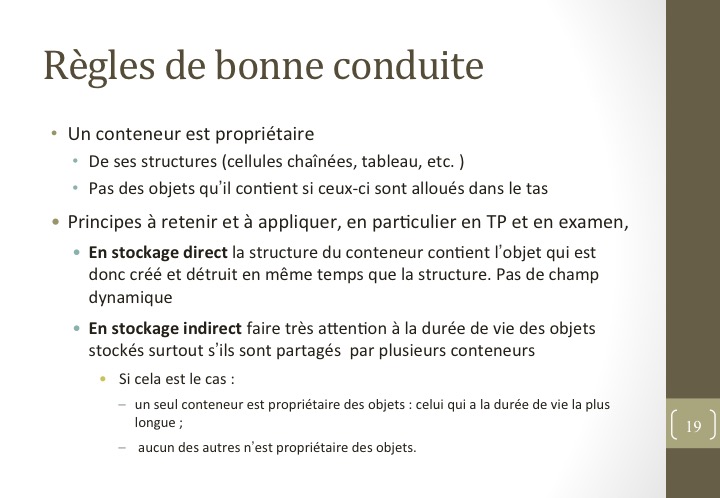 Règles de bonne conduite
• Un conteneur est propriétaire
• De ses structures (cellules chaînées, tableau, etc. )
• Pas des objets qu’il contient si ceux-ci sont alloués dans le tas
• Principes à retenir et à appliquer, en particulier en TP et en examen,
• En stockage direct la structure du conteneur contient l’objet qui est
donc créé et détruit en même temps que la structure. Pas de champ
dynamique
• En stockage indirect faire très attention à la durée de vie des objets
stockés surtout s’ils sont partagés  par plusieurs conteneurs
• Si cela est le cas :
– un seul conteneur est propriétaire des objets : celui qui a la durée de vie la plus
longue ;
– aucun des autres n’est propriétaire des objets.
19